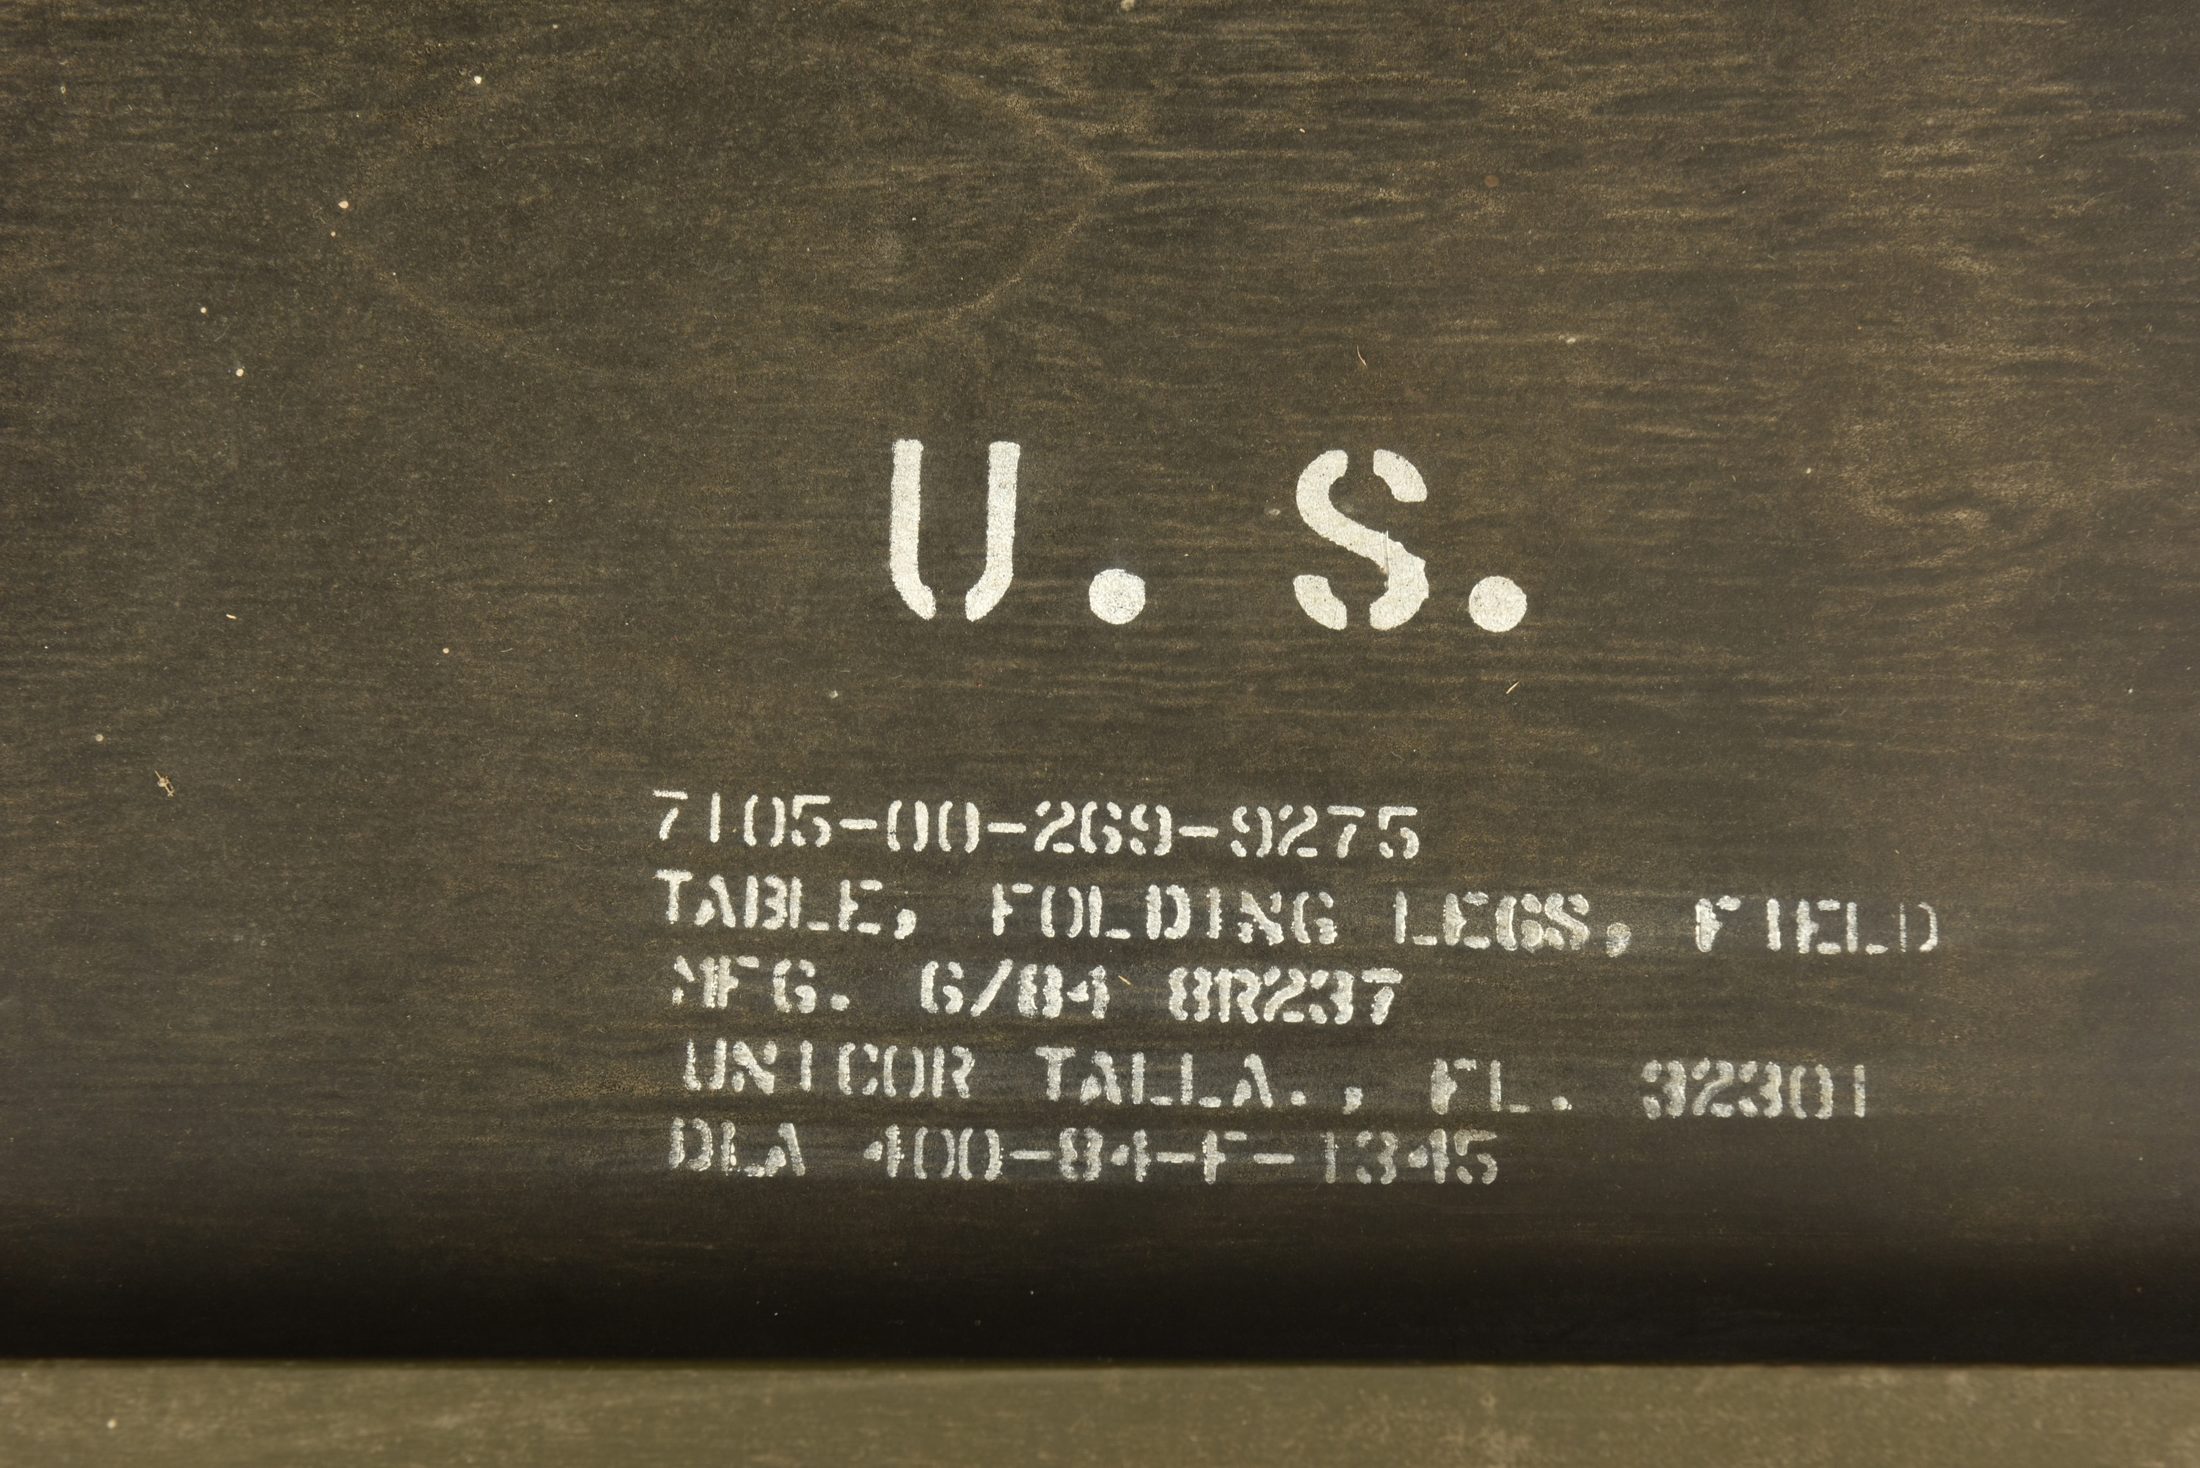 U. S.
7105-00-269-9275
TABLE, FOLDING LEGS, FIELD
MFG. 6/84 8R237
UNICOR TALLA., FL. 32301
DLA 400-84-F-1345